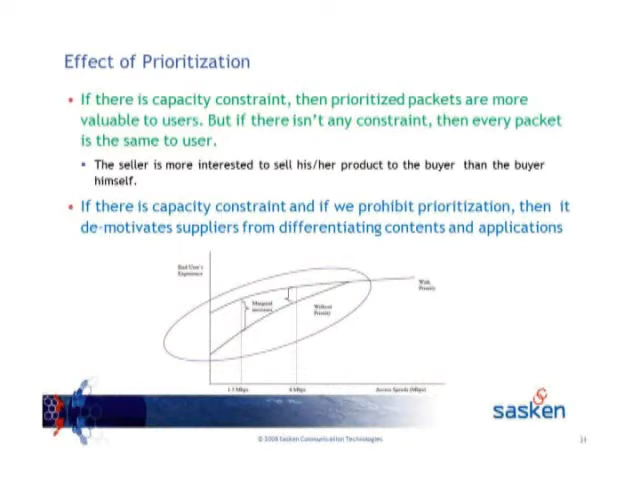 Effect of Prioritization
• If there is capacity constraint, then prioritized packets are more
valuable to users. But if there isn't any constraint, then every packet
is the same to user.
▪ The seller is more interested to sell his/her product to the buyer than the buyer
himself.
• If there is capacity constraint and if we prohibit prioritization, then it
de-motivates suppliers from differentiating contents and applications
End User's
Experience
With
Priority
Marginal
increases
Without
Priority
1.5 Mbps
6 Mbps
Access Speeds (Mbps)
sasken
© 2008 Sasken Communication Technologies